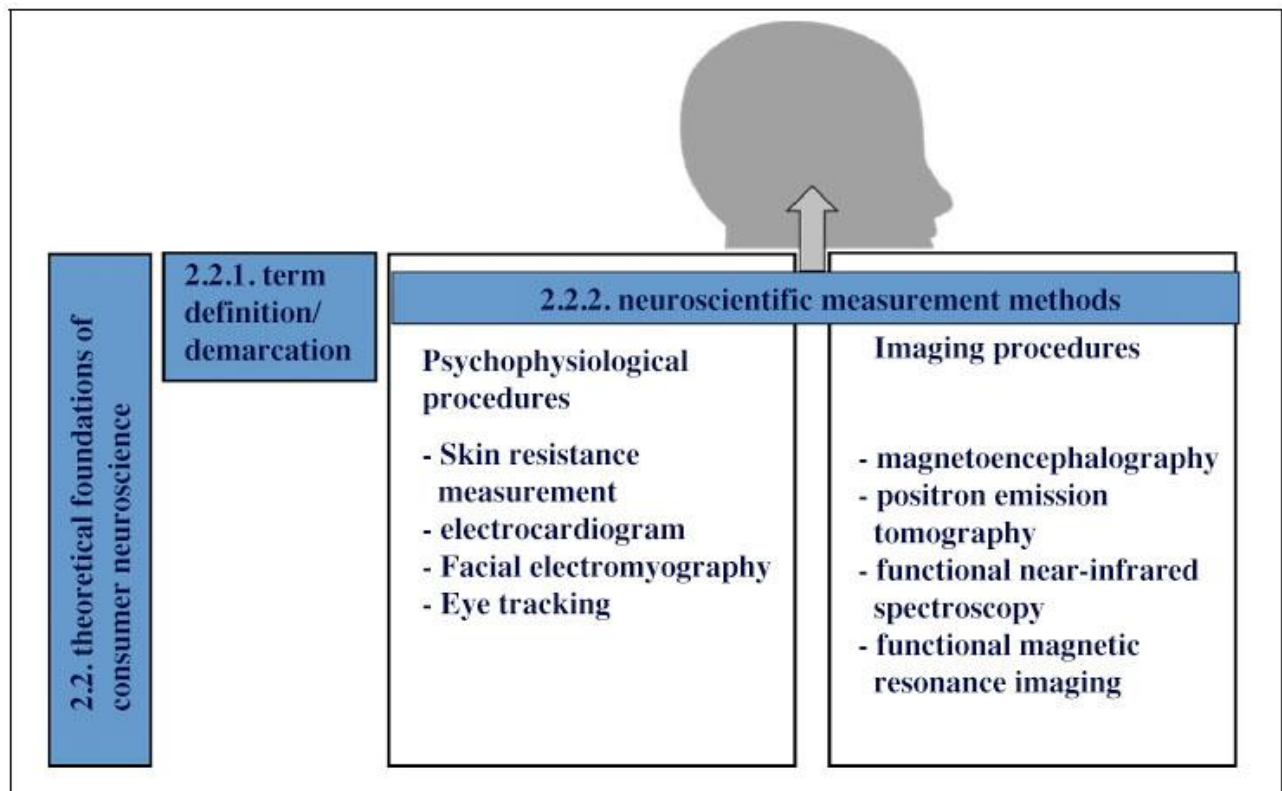 2.2. theoretical foundations of
consumer neuroscience
2.2.1. term
definition/
demarcation
2.2.2. neuroscientific measurement methods
Psychophysiological
procedures
- Skin resistance
measurement
- electrocardiogram
- Facial electromyography
- Eye tracking
Imaging procedures
- magnetoencephalography
- positron emission
tomography
- functional near-infrared
spectroscopy
- functional magnetic
resonance imaging